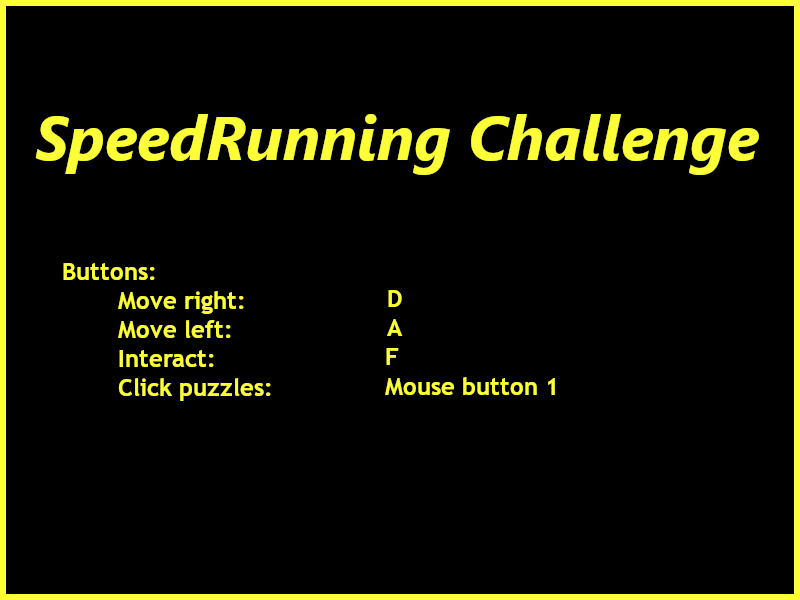 SpeedRunning Challenge
Buttons:
Move right: D
Move left: A
Interact: F
Click puzzles: Mouse button 1